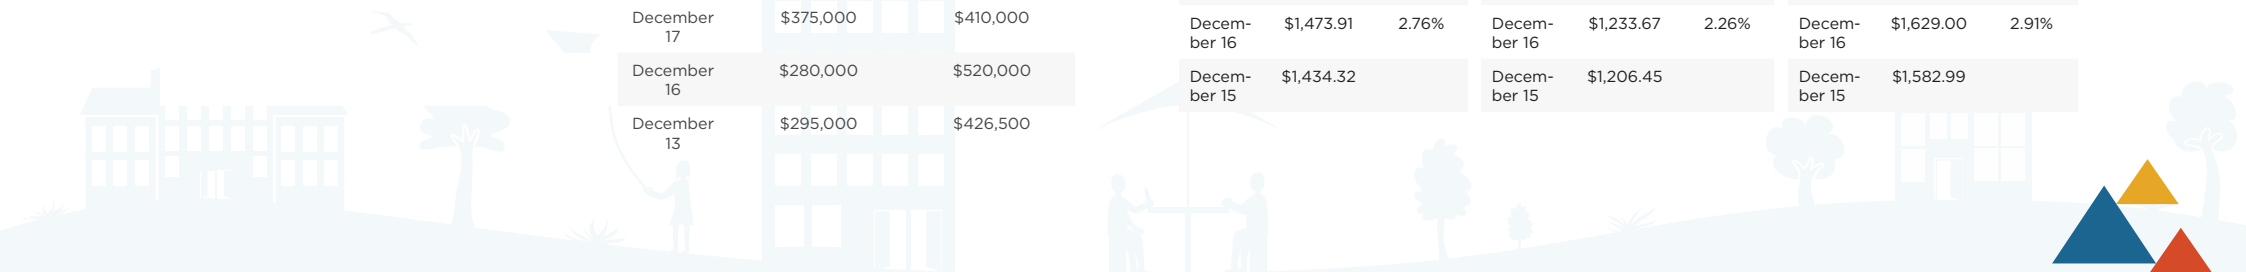 December $375,000 $410,000
17
December $280,000 $520,000
16
December $295,000 $426,500
13
Decem- $1,473.91 2.76%
ber 16
Decem- $1,434.32
ber 15
Decem- $1,233.67 2.26%
ber 16
Decem- $1,206.45
ber 15
Decem- $1,629.00 2.91%
ber 16
Decem- $1,582.99
ber 15